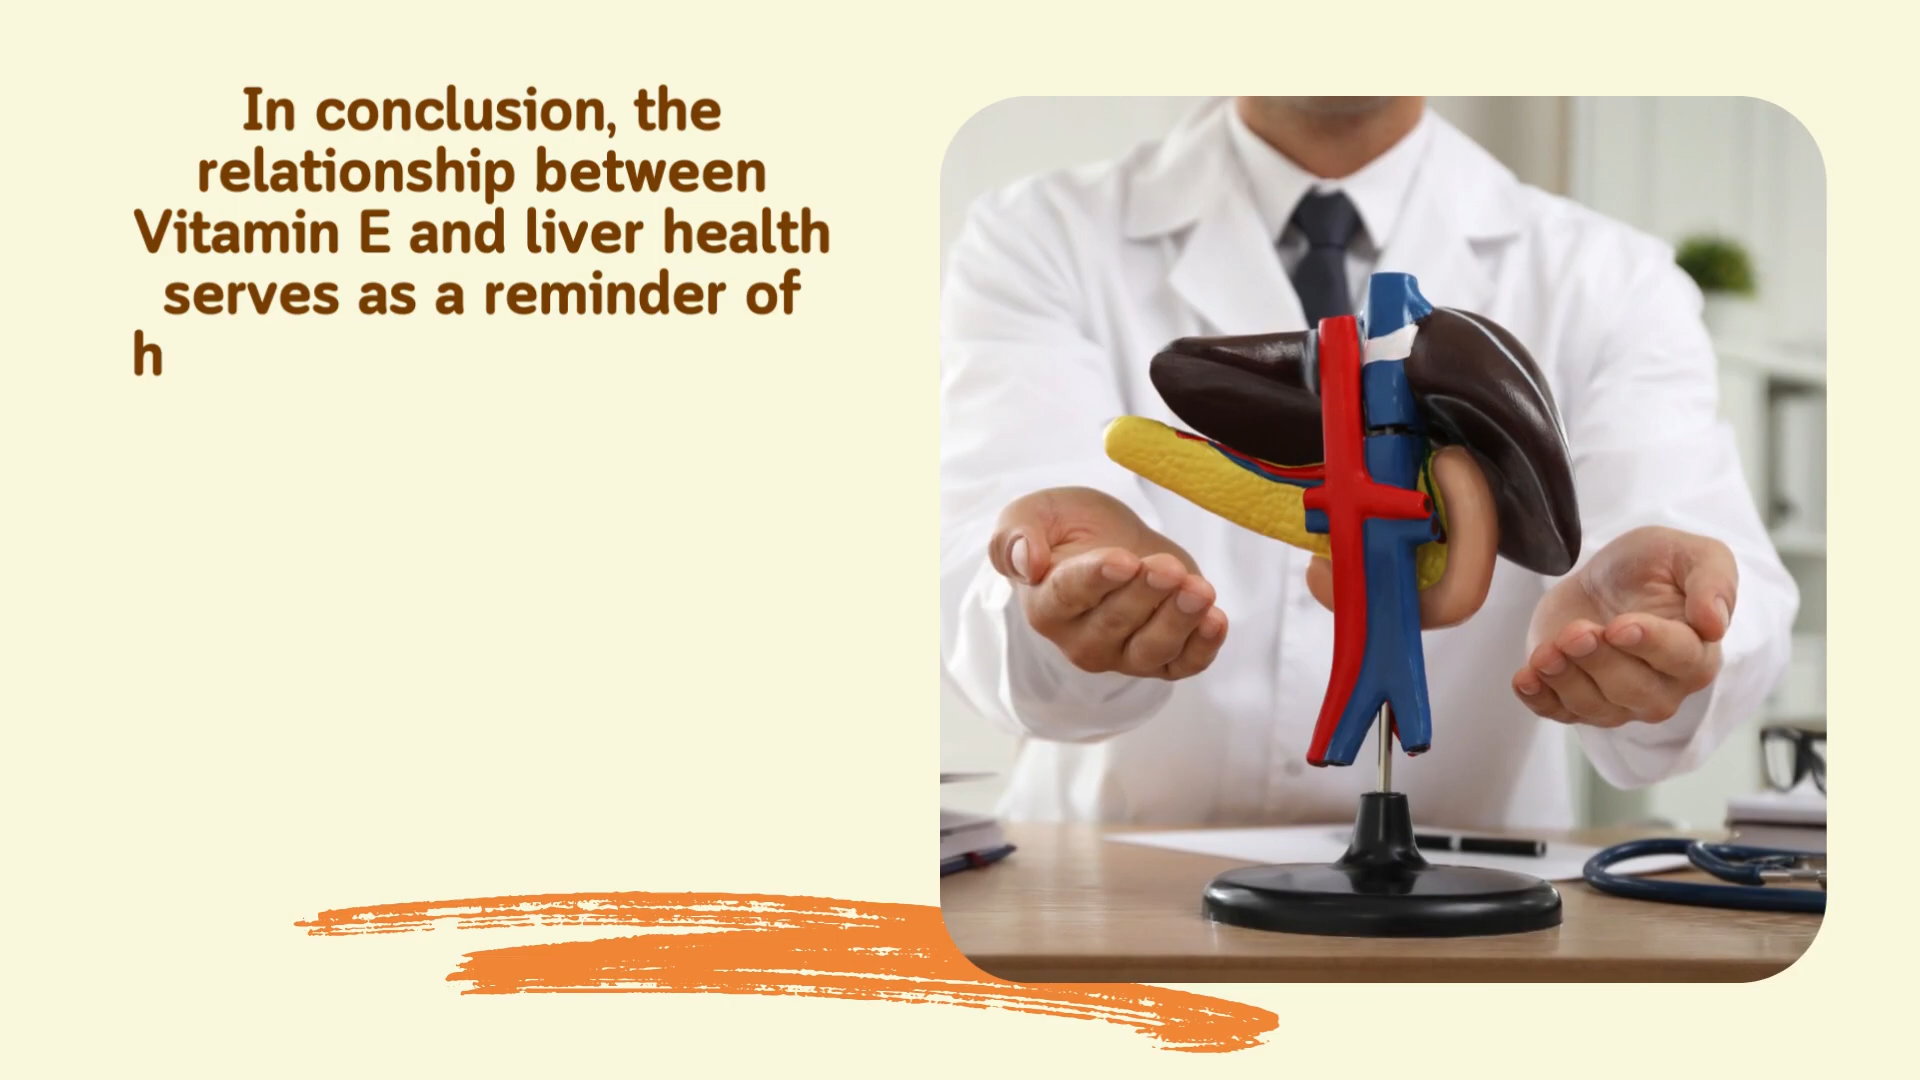 In conclusion, the
relationship between
Vitamin E and liver health
serves as a reminder of
h